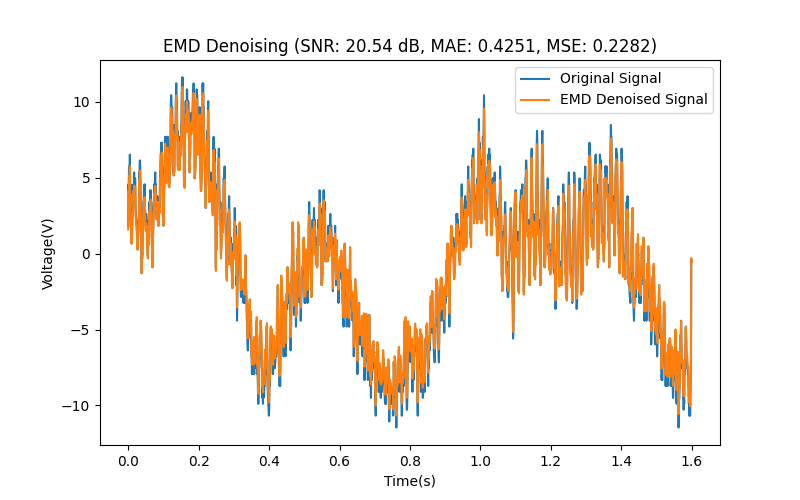 EMD Denoising (SNR: 20.54 dB, MAE: 0.4251, MSE: 0.2282)
Original Signal
EMD Denoised Signal
Voltage(V)
10
5
0
−5
−10
0.0 0.2 0.4 0.6 0.8 1.0 1.2 1.4 1.6
Time(s)